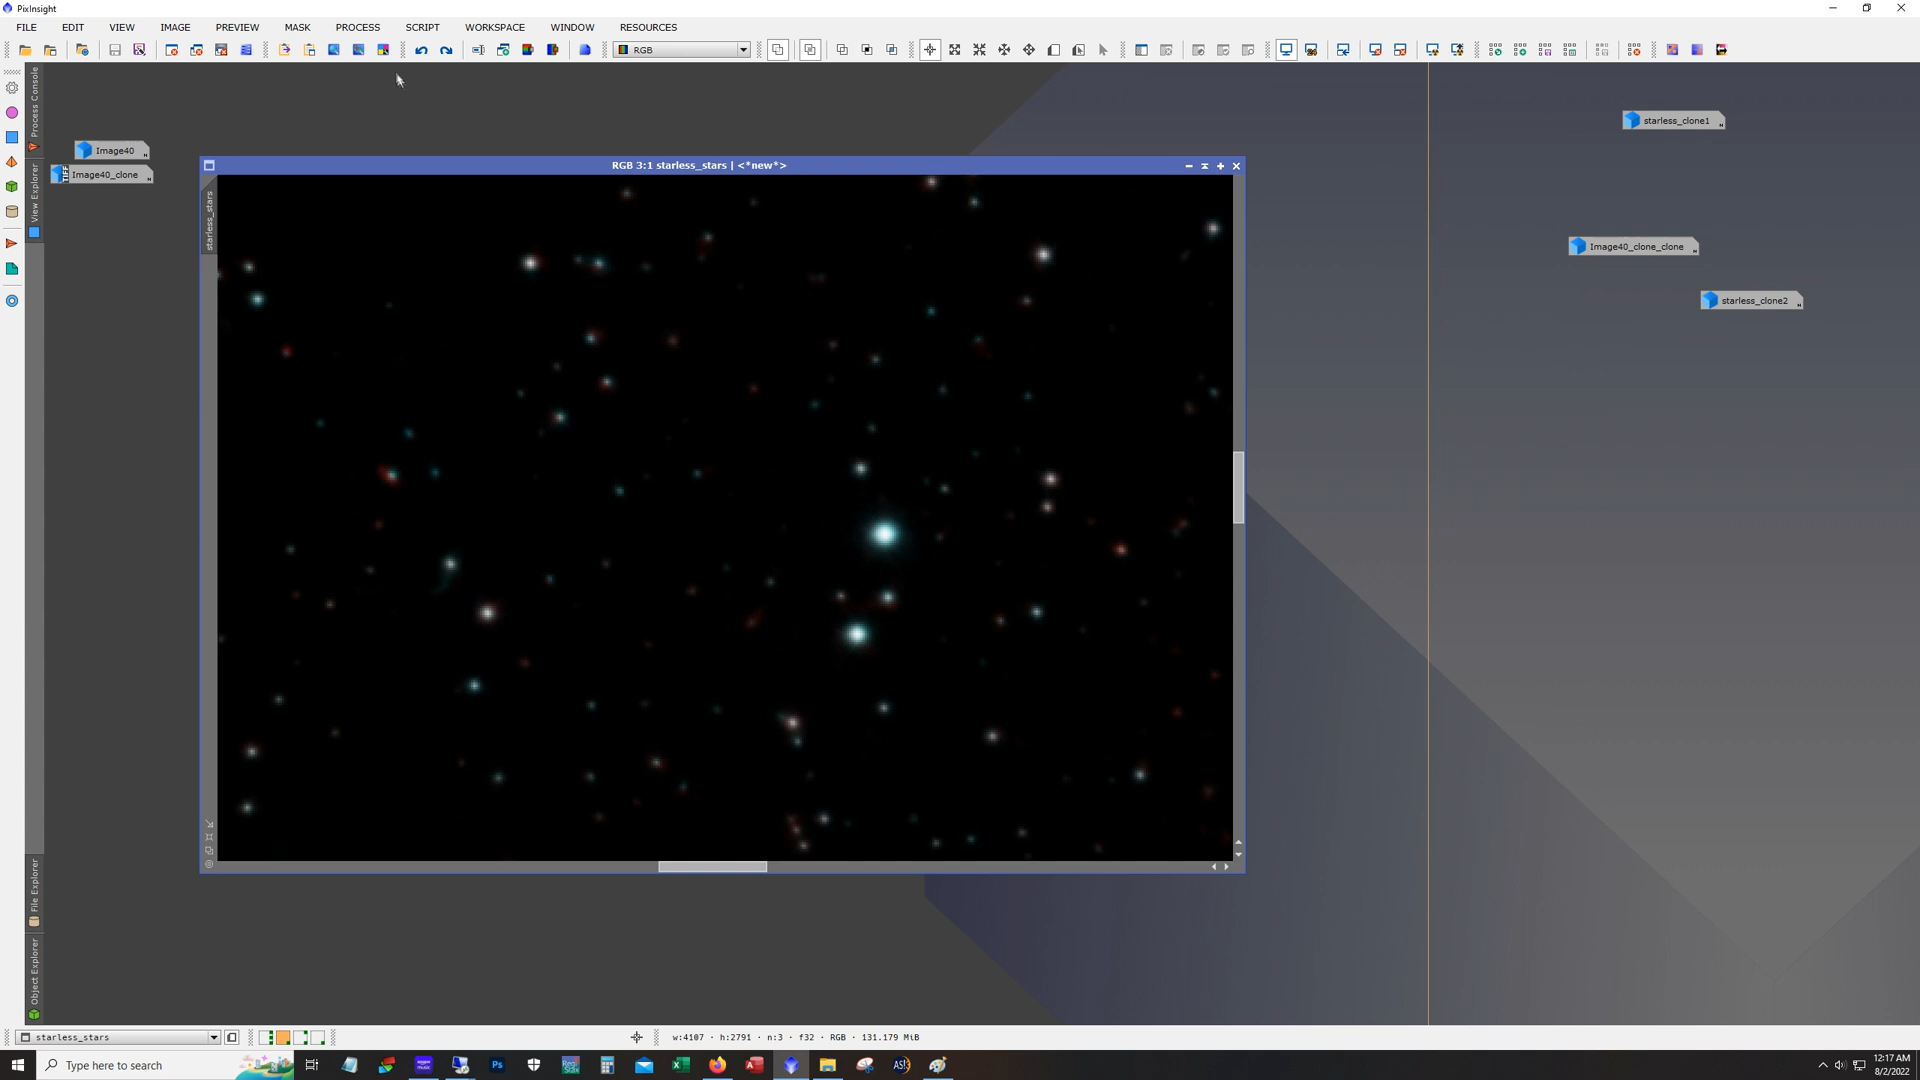 PixInsight
FILE EDIT VIEW IMAGE PREVIEW MASK PROCESS SCRIPT WORKSPACE WINDOW RESOURCES
RGB
Process Console
View Explorer
File Explorer
Object Explorer
Image40
Image40_clone
RGB 3:1 starless_stars | <*new*>
starless_stars
starless_clone1
Image40_clone_clone
starless_clone2
starless_stars
w:4107 · h:2791 · n:3 · f32 · RGB · 131.179 MiB
Type here to search
12:17 AM
8/2/2022